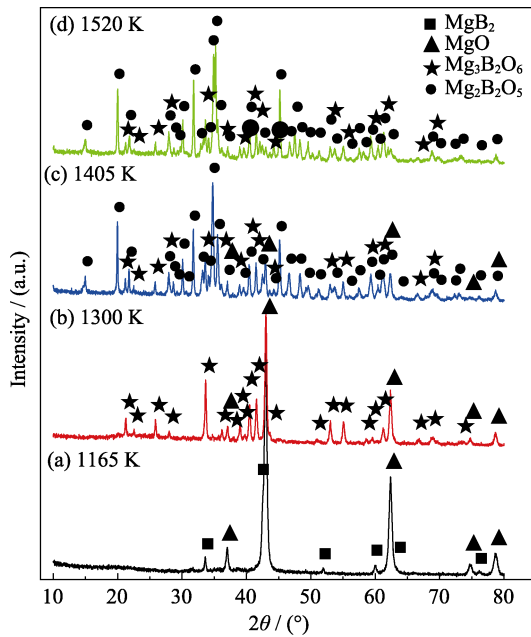 (d) 1520 K
MgB₂
MgO
Mg₃B₂O₆
Mg₂B₂O₅
(c) 1405 K
(b) 1300 K
(a) 1165 K
Intensity / (a.u.)
10 20 30 40 50 60 70 80
2θ / (°)